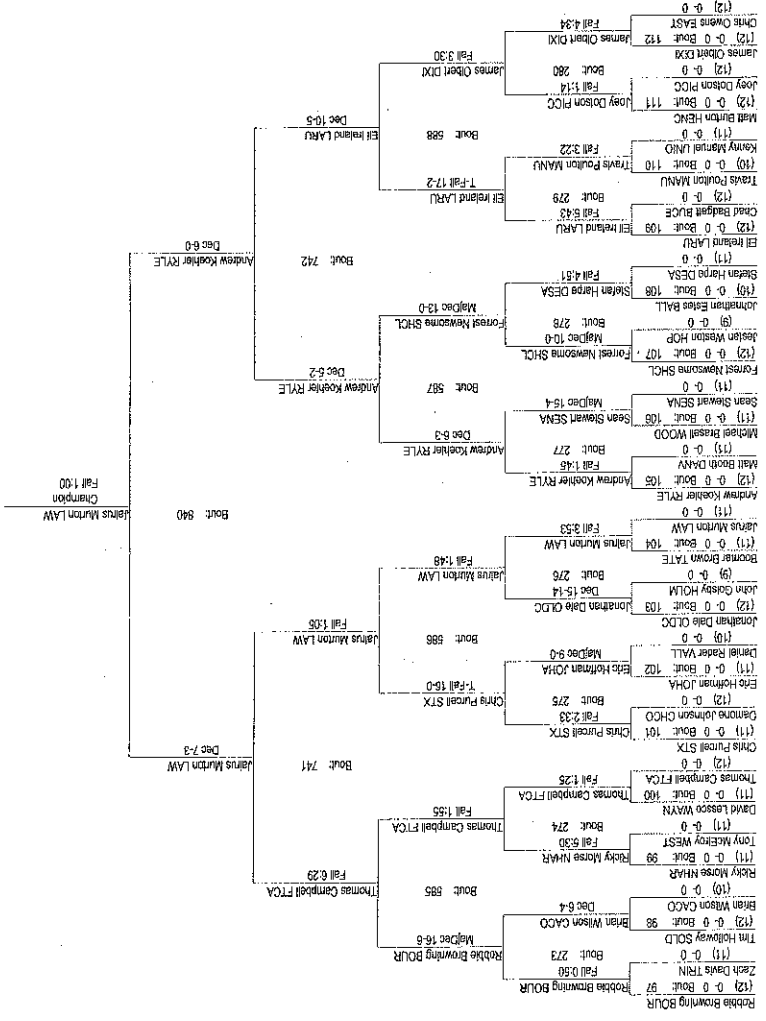 Robbie Browning BOUR
(12) 0- 0 Bout: 97
Zach Davis TRIN
(11) 0- 0
Tim Holloway SOLD
(12) 0- 0 Bout: 98
Brian Wilson CACO
(10) 0- 0
Ricky Morse NHAR
(11) 0- 0 Bout: 99
Tony McElroy WEST
(11) 0- 0
David Lessco WAYN
(11) 0- 0 Bout: 100
Thomas Campbell FTCA
(12) 0- 0
Chris Purcell STX
(11) 0- 0 Bout: 101
Damone Johnson CHCO
(12) 0- 0
Eric Hoffman JOHA
(11) 0- 0 Bout: 102
Daniel Rader VALL
(10) 0- 0
Jonathan Dale OLDC
(12) 0- 0 Bout: 103
John Golsby HOLM
(9) 0- 0
Boomar Brown TATE
(11) 0- 0 Bout: 104
Jairus Murton LAW
(11) 0- 0
Andrew Koehler RYLE
(12) 0- 0 Bout: 105
Matt Booth DANV
(11) 0- 0
Michael Brasell WOOD
(11) 0- 0 Bout: 106
Sean Stewart SENA
(11) 0- 0
Forrest Newsome SHCL
(12) 0- 0 Bout: 107
Jestan Weston HOP
(9) 0- 0
Johnathan Estes BALL
(10) 0- 0 Bout: 108
Stefan Harpe DESA
(11) 0- 0
Eli Ireland LARU
(12) 0- 0 Bout: 109
Chad Badgett BUCE
(12) 0- 0
Travis Poulton MANU
(10) 0- 0 Bout: 110
Kenny Manual UNIO
(11) 0- 0
Matt Burton HENC
(12) 0- 0 Bout: 111
Joey Dotson PICC
(12) 0- 0
James Olbert DIXI
(12) 0- 0 Bout: 112
Chris Owens EAST
(12) 0- 0
Robbie Browning BOUR
Fall 0:50
Bout: 273
Brian Wilson CACO
Dec 6-4
Ricky Morse NHAR
Fall 5:30
Bout: 274
Thomas Campbell FTCA
Fall 1:25
Chris Purcell STX
Fall 2:33
Bout: 275
Eric Hoffman JOHA
MajDec 9-0
Jonathan Dale OLDC
Dec 15-14
Bout: 276
Jairus Murton LAW
Fall 3:53
Andrew Koehler RYLE
Fall 1:45
Bout: 277
Sean Stewart SENA
MajDec 15-4
Forrest Newsome SHCL
MajDec 10-0
Bout: 278
Stefan Harpe DESA
Fall 4:51
Eli Ireland LARU
Fall 5:43
Bout: 279
Travis Poulton MANU
Fall 3:22
Joey Dotson PICC
Fall 1:14
Bout: 280
James Olbert DIXI
Fall 4:34
Robbie Browning BOUR
MajDec 16-6
Bout: 585
Thomas Campbell FTCA
Fall 1:55
Chris Purcell STX
T-Fall 16-0
Bout: 586
Jairus Murton LAW
Fall 1:48
Andrew Koehler RYLE
Dec 6-3
Bout: 587
Forrest Newsome SHCL
MajDec 13-0
Eli Ireland LARU
T-Fall 17-2
Bout: 588
James Olbert DIXI
Fall 3:30
Thomas Campbell FTCA
Fall 6:29
Bout: 741
Jairus Murton LAW
Fall 1:05
Andrew Koehler RYLE
Dec 5-2
Bout: 742
Eli Ireland LARU
Dec 10-5
Jairus Murton LAW
Dec 7-3
Bout: 840
Andrew Koehler RYLE
Dec 6-0
Jairus Murton LAW
Champion
Fall 1:00